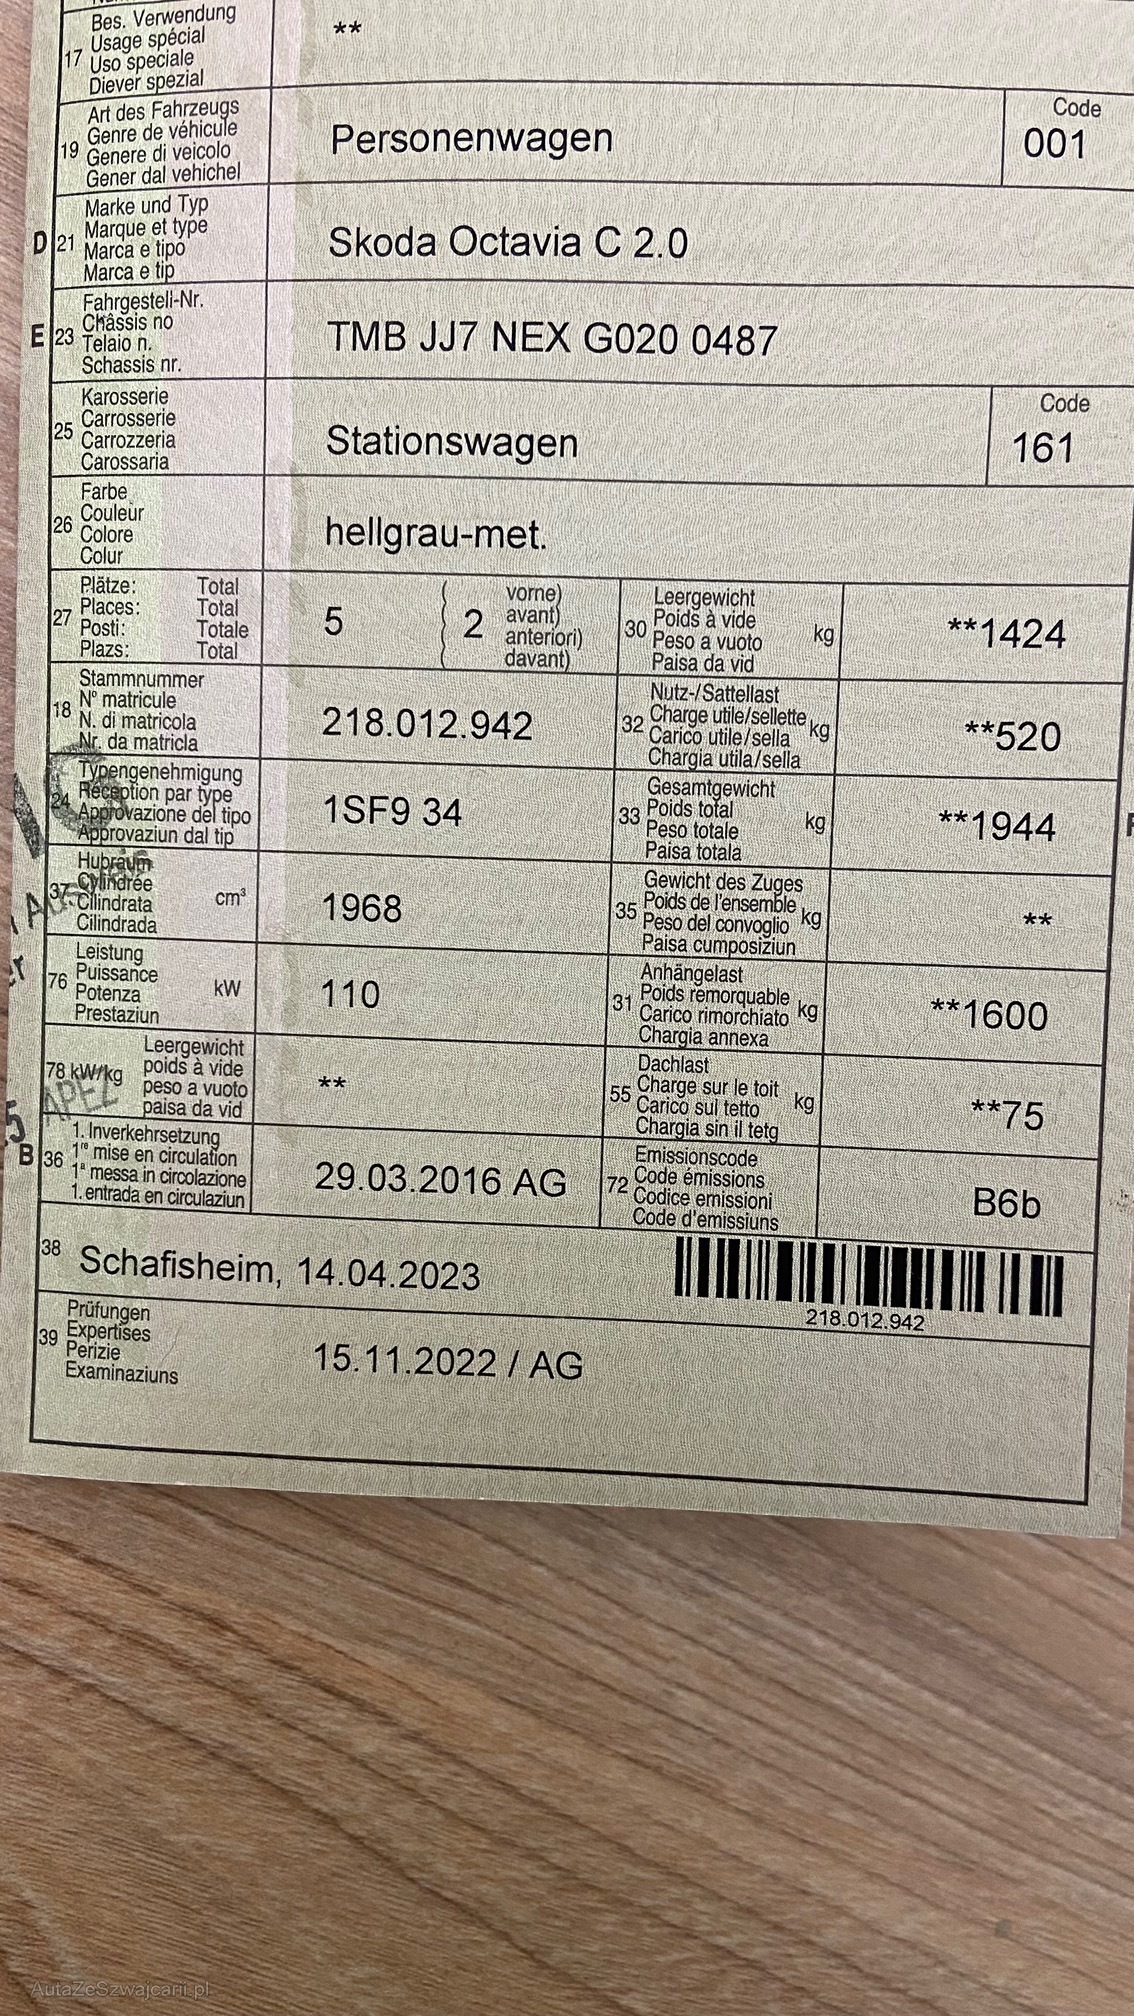 17 Bes. Verwendung
Usage spécial
Uso speciale
Diever spezial
**
19 Art des Fahrzeugs
Genre de véhicule
Genere di veicolo
Gener dal vehichel
Personenwagen
Code
001
D 21 Marke und Typ
Marque et type
Marca e tipo
Marca e tip
Skoda Octavia C 2.0
E 23 Fahrgestell-Nr.
Châssis no
Telaio n.
Schassis nr.
TMB JJ7 NEX G020 0487
25 Karosserie
Carrosserie
Carrozzeria
Carossaria
Stationswagen
Code
161
26 Farbe
Couleur
Colore
Colur
hellgrau-met.
27 Plätze: Total
Places: Total
Posti: Totale
Plazs: Total
5 2
vorne)
avant)
anteriori)
davant)
30 Leergewicht
Poids à vide
Peso a vuoto
Paisa da vid
kg
**1424
18 Stammnummer
N° matricule
N. di matricola
Nr. da matricla
218.012.942
32 Nutz-/Sattellast
Charge utile/sellette
Carico utile/sella
Chargia utila/sella
kg
**520
24 Typengenehmigung
Réception par type
Approvazione del tipo
Approvaziun dal tip
1SF9 34
33 Gesamtgewicht
Poids total
Peso totale
Paisa totala
kg
**1944
37 Hubraum
Cylindrée
Cilindrata
Cilindrada
cm³
1968
35 Gewicht des Zuges
Poids de l'ensemble
Peso del convoglio
Paisa cumposiziun
kg
**
76 Leistung
Puissance
Potenza
Prestaziun
kW
110
31 Anhängelast
Poids remorquable
Carico rimorchiato
Chargia annexa
kg
**1600
78 kW/kg
Leergewicht
poids à vide
peso a vuoto
paisa da vid
**
55 Dachlast
Charge sur le toit
Carico sul tetto
Chargia sin il tetg
kg
**75
B 36 1. Inverkehrsetzung
1re mise en circulation
1a messa in circolazione
1. entrada en circulaziun
29.03.2016 AG
72 Emissionscode
Code émissions
Codice emissioni
Code d'emissiuns
B6b
38 Schafisheim, 14.04.2023
218.012.942
39 Prüfungen
Expertises
Perizie
Examinaziuns
15.11.2022 / AG
AutaZeSzwajcarii.pl